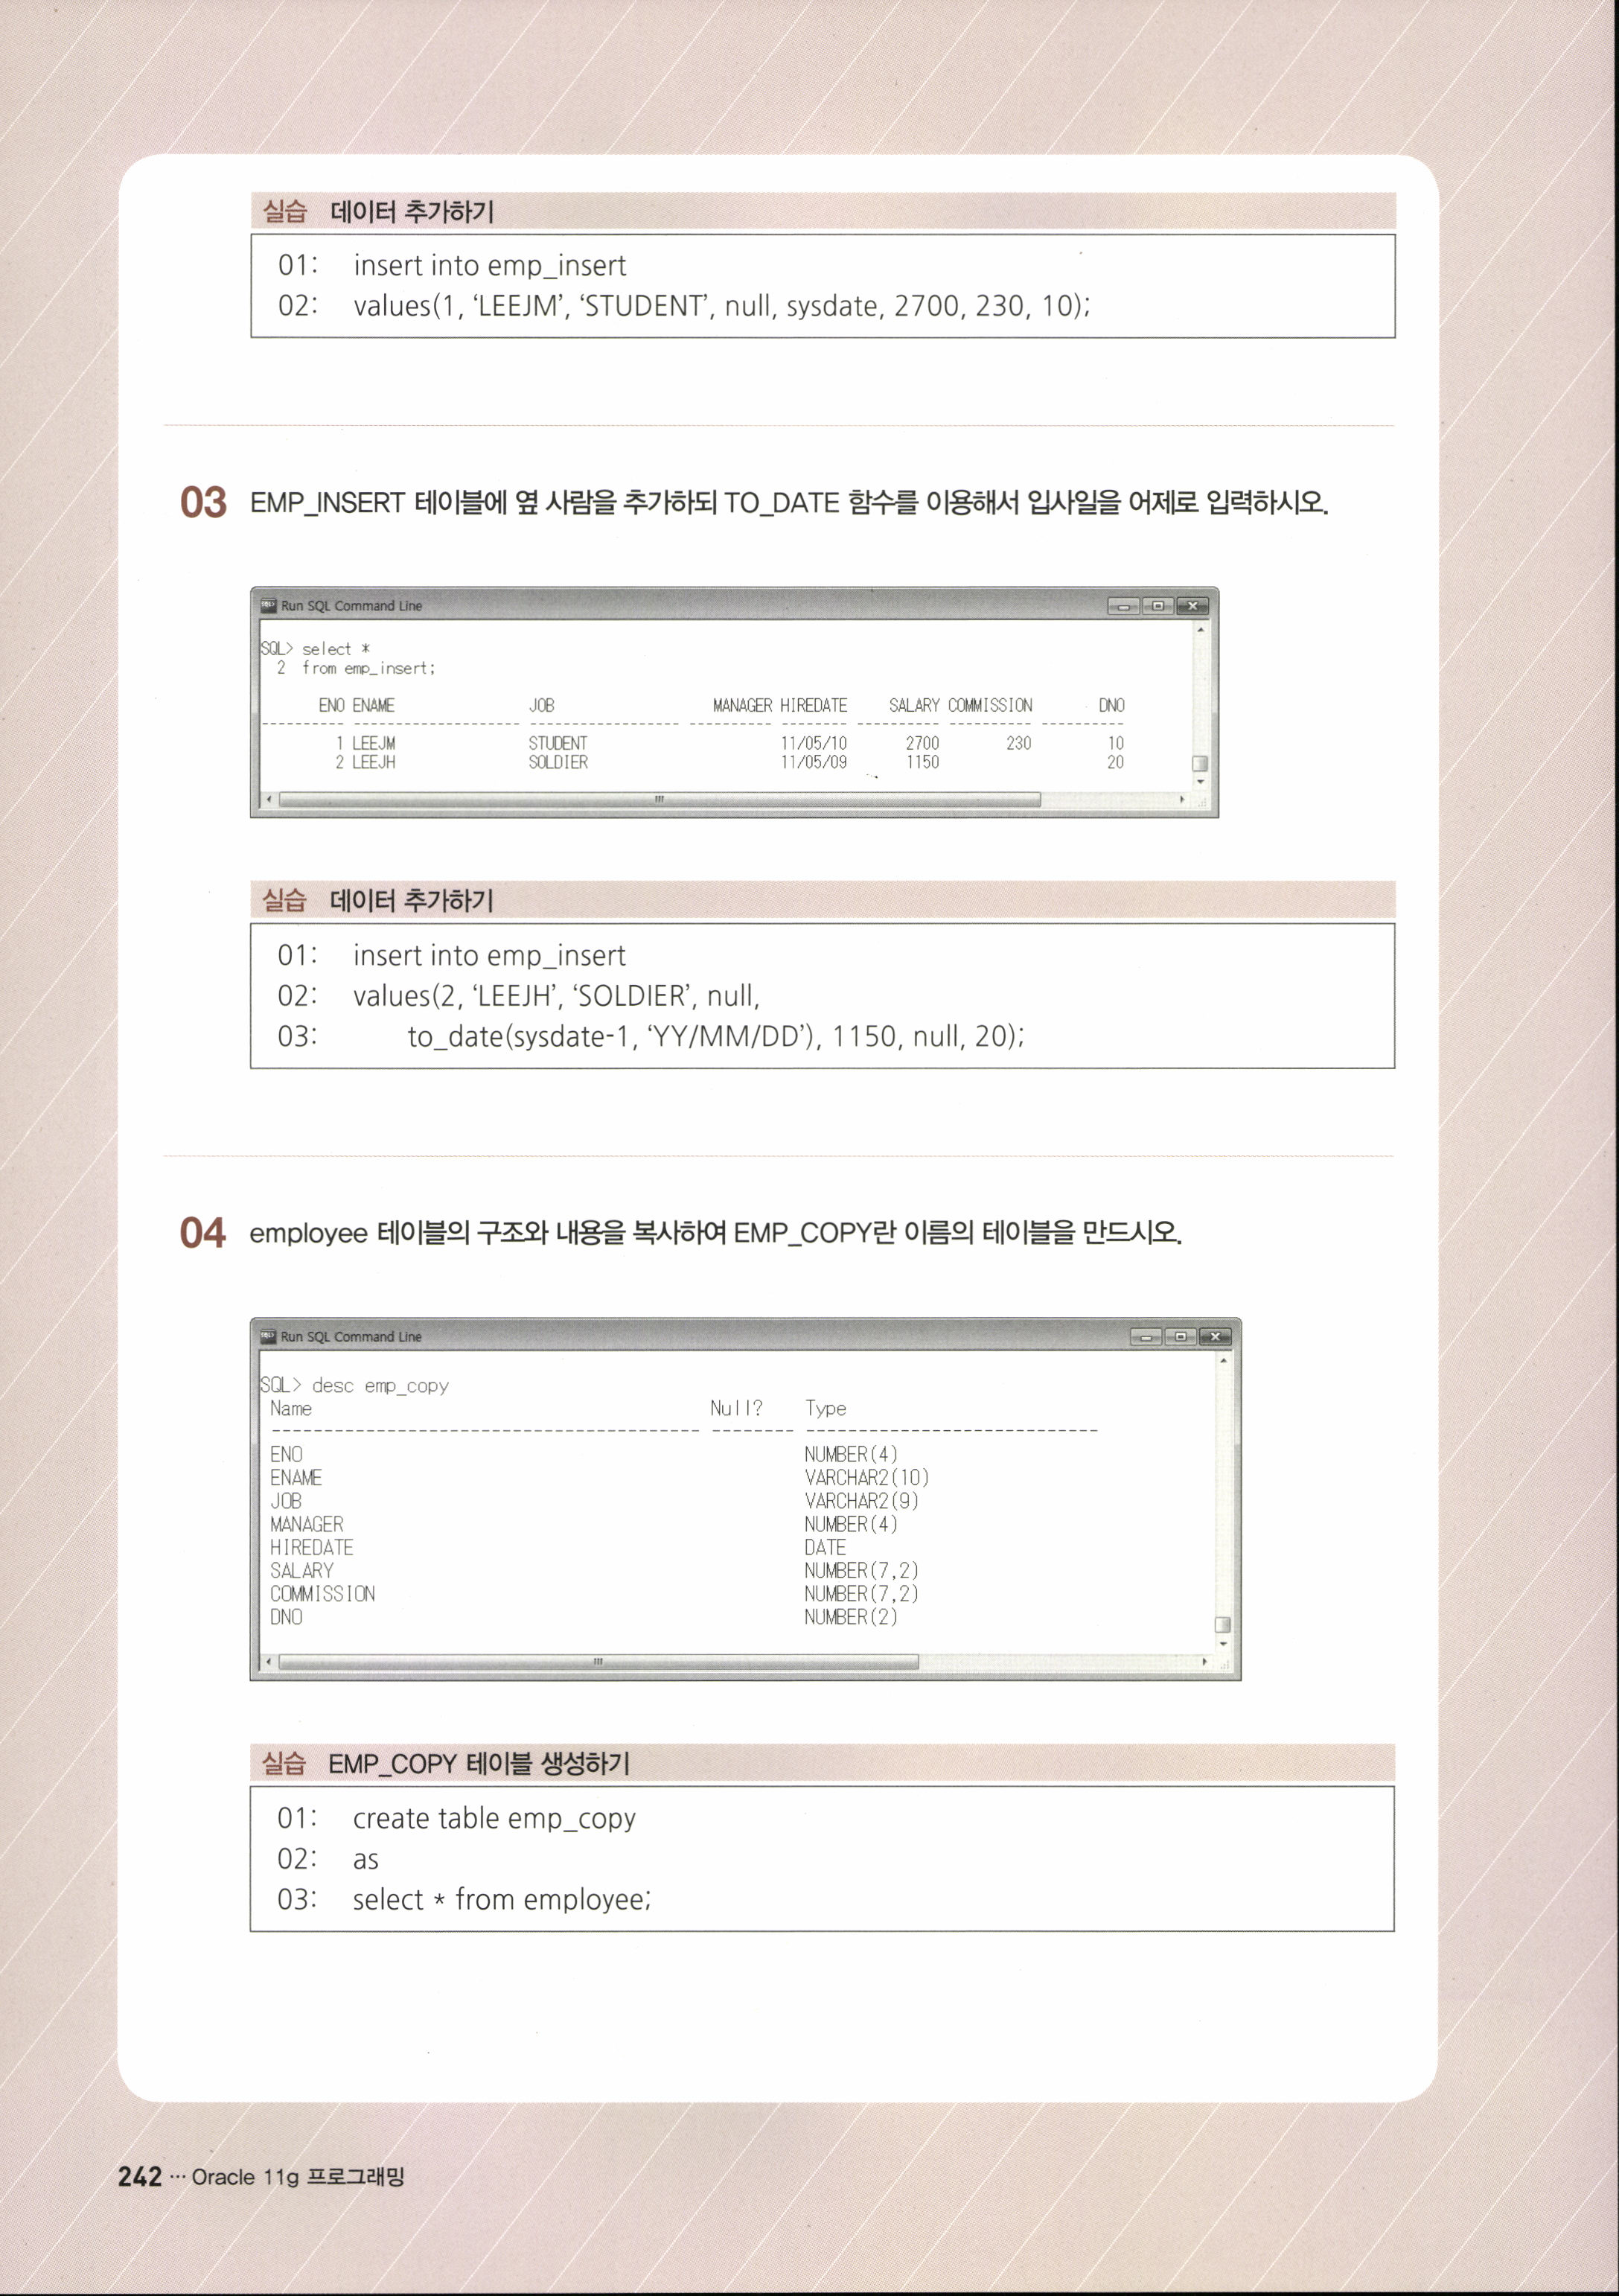 실습 데이터 추가하기
01: insert into emp_insert
02: values(1, ‘LEEJM’, ‘STUDENT’, null, sysdate, 2700, 230, 10);
03 EMP_INSERT 테이블에 옆 사람을 추가하되 TO_DATE 함수를 이용해서 입사일을 어제로 입력하시오.
Run SQL Command Line
SQL> select *
2 from emp_insert;
ENO ENAME JOB MANAGER HIREDATE SALARY COMMISSION DNO
---------- -------------------- ------------------ ---------- -------- ---------- ---------- ----------
1 LEEJM STUDENT 11/05/10 2700 230 10
2 LEEJH SOLDIER 11/05/09 1150 20
실습 데이터 추가하기
01: insert into emp_insert
02: values(2, ‘LEEJH’, ‘SOLDIER’, null,
03: to_date(sysdate-1, ‘YY/MM/DD’), 1150, null, 20);
04 employee 테이블의 구조와 내용을 복사하여 EMP_COPY란 이름의 테이블을 만드시오.
Run SQL Command Line
SQL> desc emp_copy
Name Null? Type
----------------------------------------- -------- ----------------------------
ENO NUMBER(4)
ENAME VARCHAR2(10)
JOB VARCHAR2(9)
MANAGER NUMBER(4)
HIREDATE DATE
SALARY NUMBER(7,2)
COMMISSION NUMBER(7,2)
DNO NUMBER(2)
실습 EMP_COPY 테이블 생성하기
01: create table emp_copy
02: as
03: select * from employee;
242 ··· Oracle 11g 프로그래밍